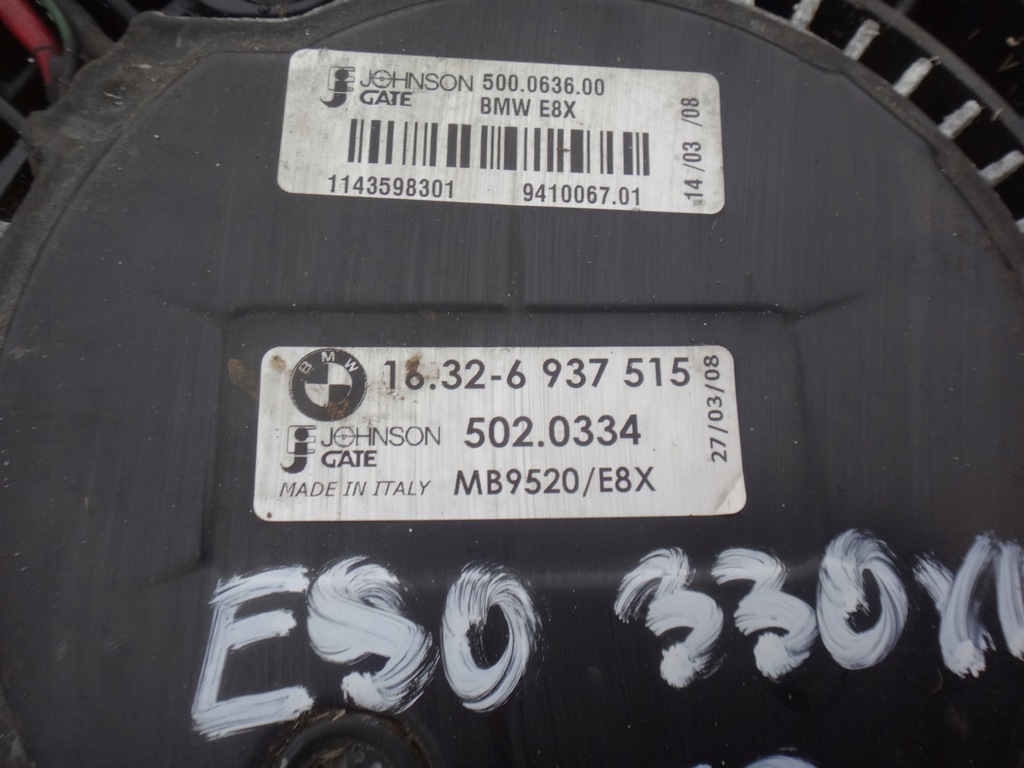 JOHNSON 500.0636.00
GATE BMW E8X
1143598301 9410067.01
14/03/08
BMW 16.32-6 937 515
JOHNSON 502.0334
GATE
MADE IN ITALY MB9520/E8X
27/03/08
E90 330